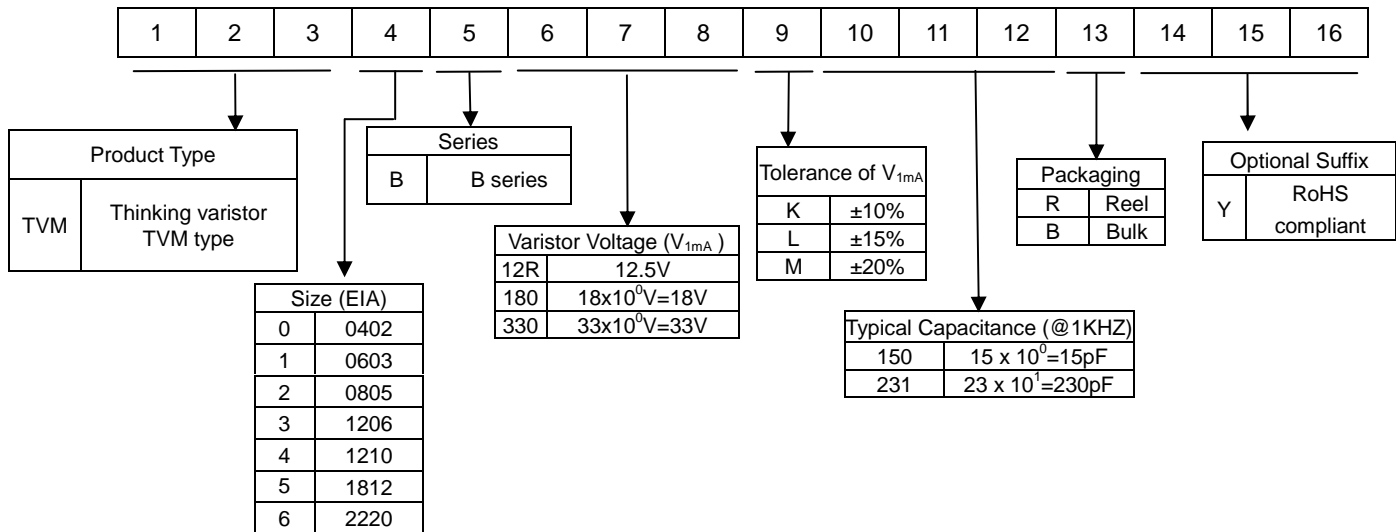 1 2 3 4 5 6 7 8 9 10 11 12 13 14 15 16
Product Type
TVM Thinking varistor
TVM type
Size (EIA)
0 0402
1 0603
2 0805
3 1206
4 1210
5 1812
6 2220
Series
B B series
Varistor Voltage (V1mA )
12R 12.5V
180 18x10⁰V=18V
330 33x10⁰V=33V
Tolerance of V1mA
K ±10%
L ±15%
M ±20%
Typical Capacitance (@1KHZ)
150 15 x 10⁰=15pF
231 23 x 10¹=230pF
Packaging
R Reel
B Bulk
Optional Suffix
Y RoHS
compliant